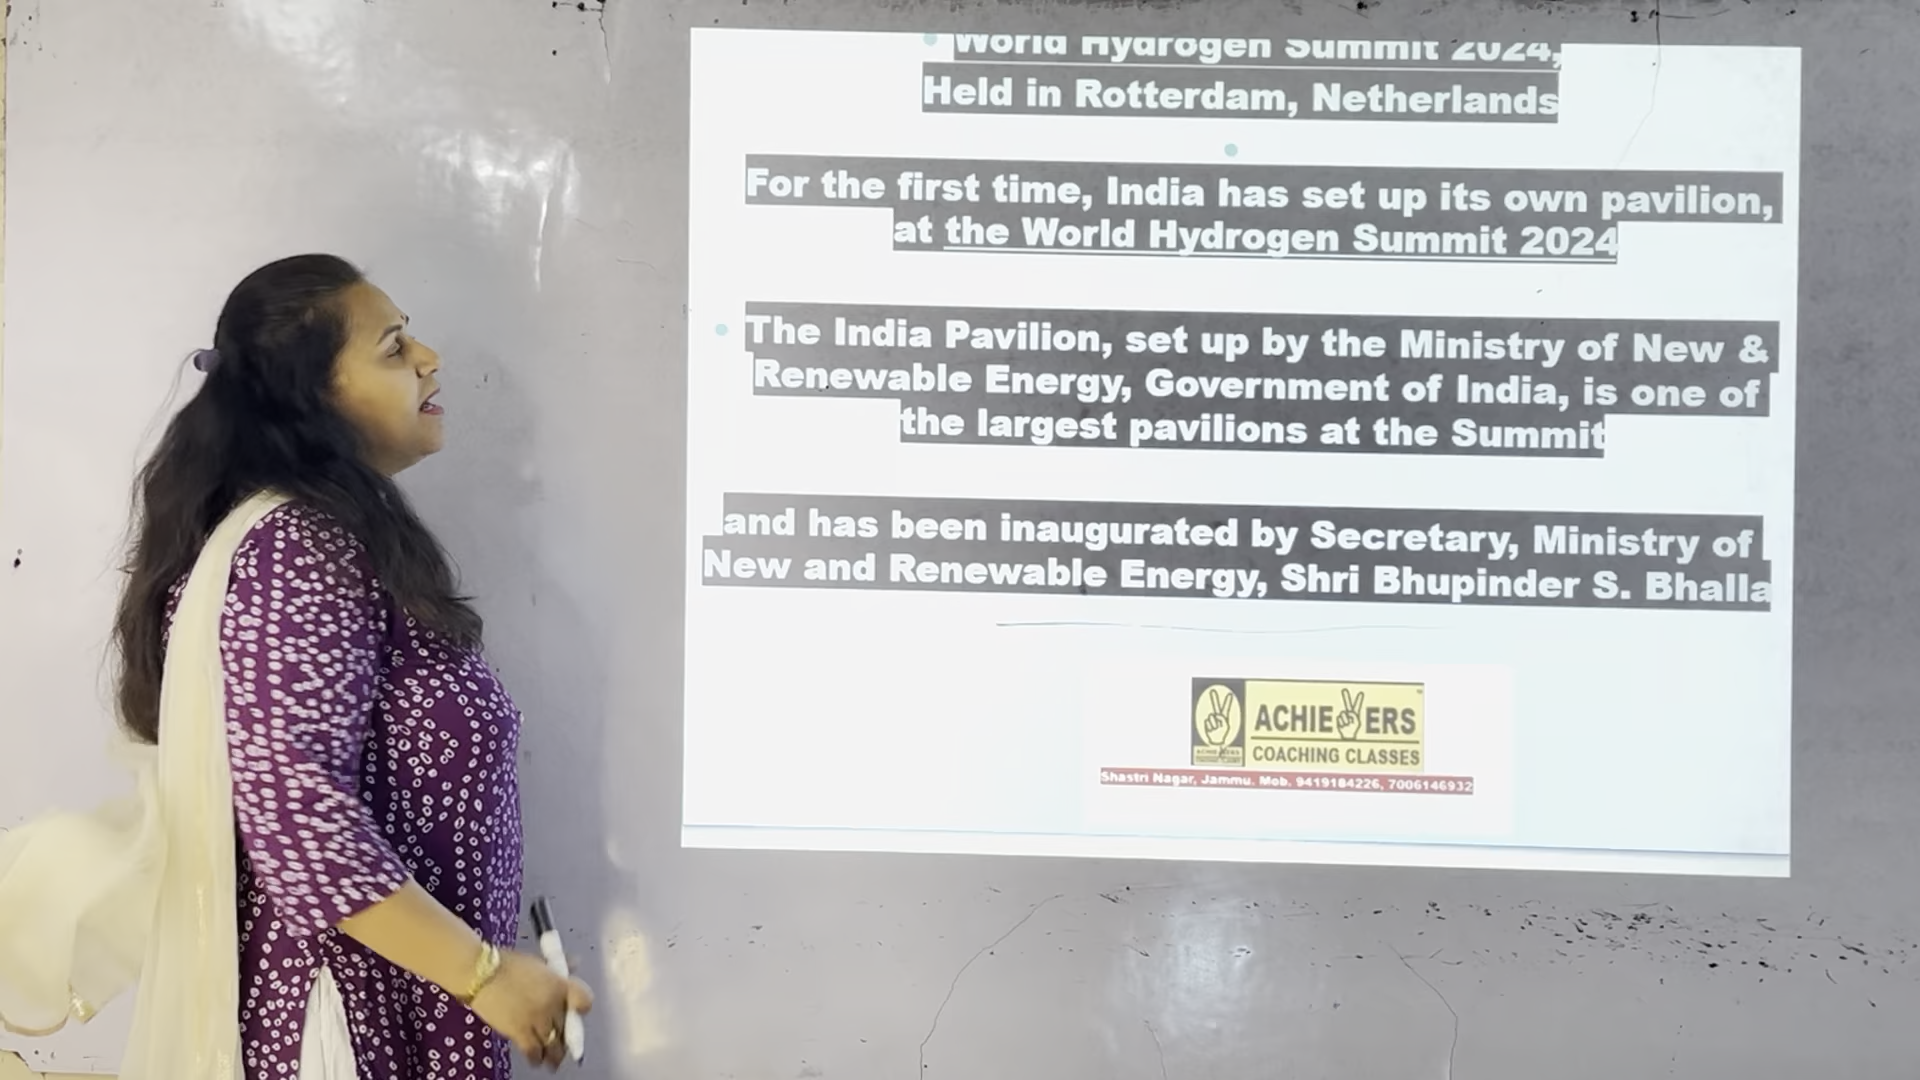 World Hydrogen Summit 2024,
Held in Rotterdam, Netherlands
For the first time, India has set up its own pavilion,
at the World Hydrogen Summit 2024
The India Pavilion, set up by the Ministry of New &
Renewable Energy, Government of India, is one of
the largest pavilions at the Summit
and has been inaugurated by Secretary, Ministry of
New and Renewable Energy, Shri Bhupinder S. Bhalla
ACHIEVERS
COACHING CLASSES
Shastri Nagar, Jammu. Mob. 9419184226, 7006146932